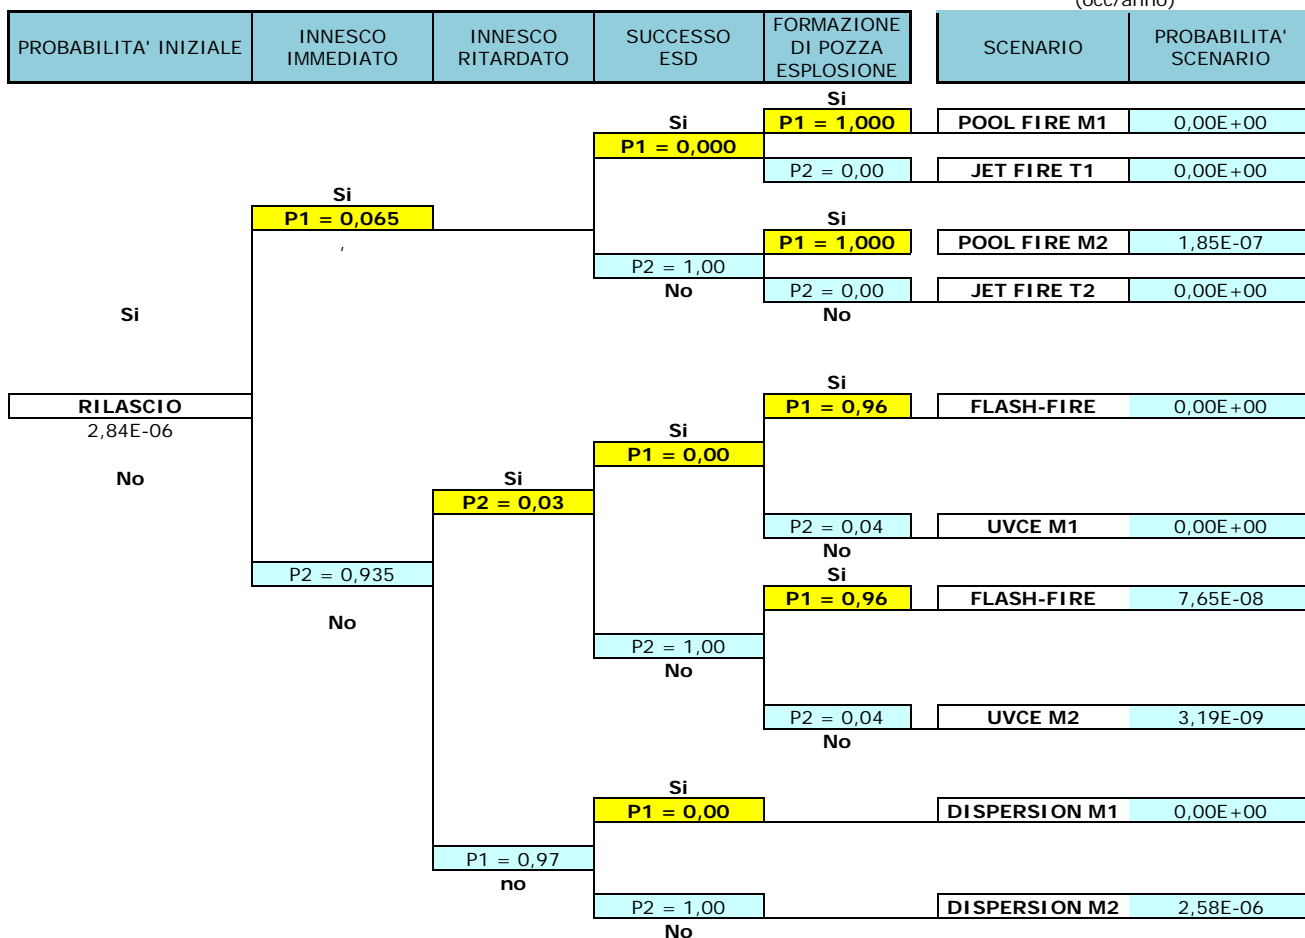 (occ/anno)
PROBABILITA' INIZIALE
INNESCO
IMMEDIATO
INNESCO
RITARDATO
SUCCESSO
ESD
FORMAZIONE
DI POZZA
ESPLOSIONE
SCENARIO
PROBABILITA'
SCENARIO
Si
Si P1 = 1,000 POOL FIRE M1 0,00E+00
P1 = 0,000
P2 = 0,00 JET FIRE T1 0,00E+00
Si
P1 = 0,065 Si
, P1 = 1,000 POOL FIRE M2 1,85E-07
P2 = 1,00
No P2 = 0,00 JET FIRE T2 0,00E+00
Si No
Si
RILASCIO P1 = 0,96 FLASH-FIRE 0,00E+00
2,84E-06 Si
P1 = 0,00
No Si
P2 = 0,03
P2 = 0,04 UVCE M1 0,00E+00
No
P2 = 0,935 Si
P1 = 0,96 FLASH-FIRE 7,65E-08
No
P2 = 1,00
No
P2 = 0,04 UVCE M2 3,19E-09
No
Si
P1 = 0,00 DISPERSION M1 0,00E+00
P1 = 0,97
no
P2 = 1,00 DISPERSION M2 2,58E-06
No